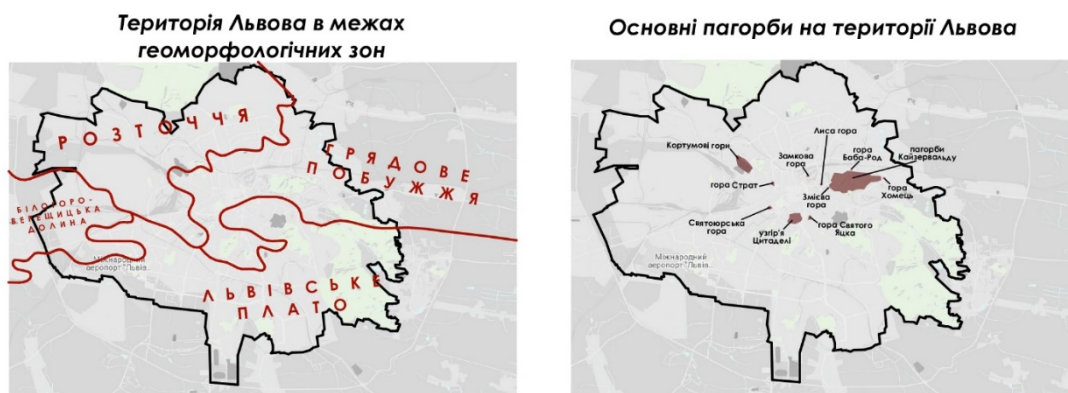 Територія Львова в межах
геоморфологічних зон
РОЗТОЧЧЯ
ГРЯДОВЕ
ПОБУЖЖЯ
БІЛОГОРО-
ВЕРЕЩИЦЬКА
ДОЛИНА
Міжнародний
аеропорт "Львів...
ЛЬВІВСЬКЕ
ПЛАТО
Основні пагорби на території Львова
Лиса гора
Кортумові гори
Замкова
гора
гора
Баба-Род
пагорби
Кайзервальду
гора Страт
Змієва
гора
гора
Хомець
Святоюрська
гора
узгір'я
Цитаделі
гора Святого
Яцка
Міжнародний
аеропорт "Львів...